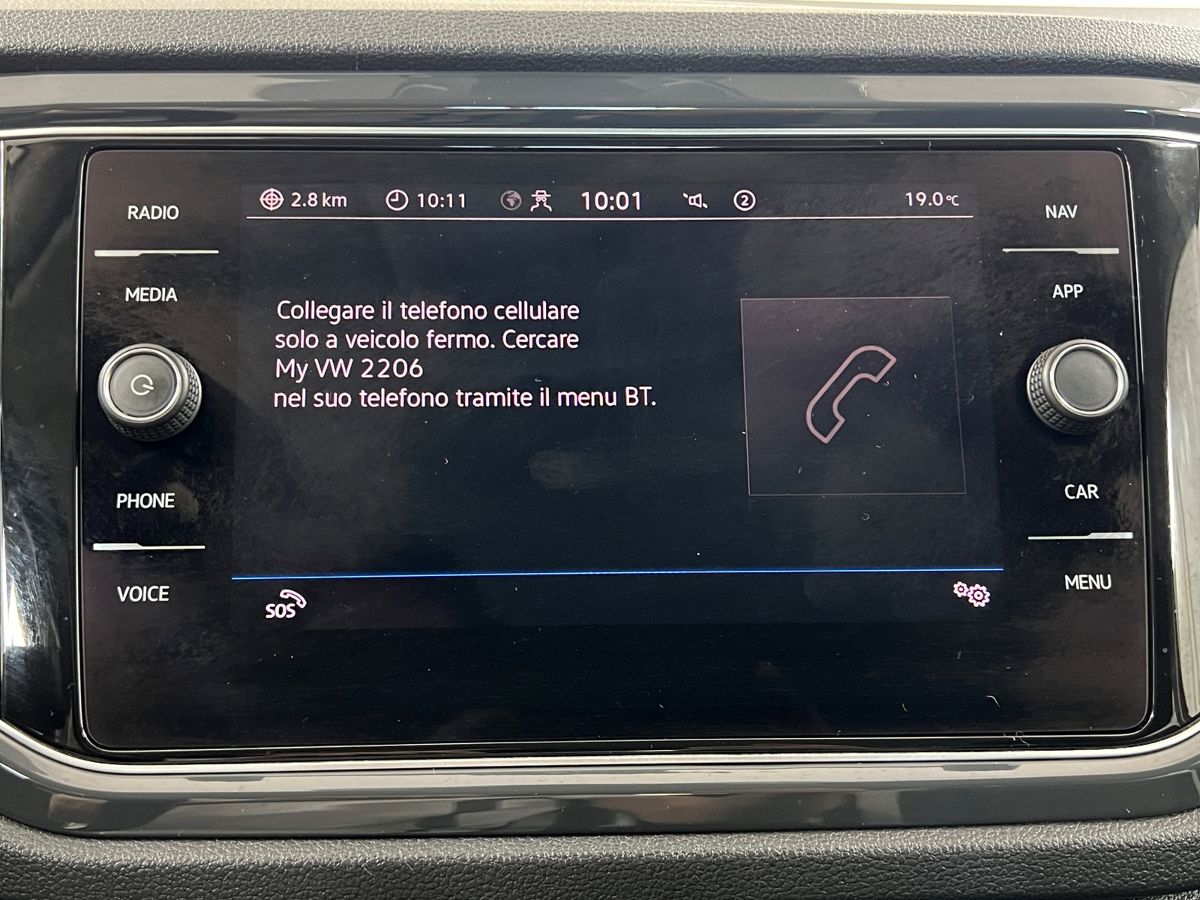 2.8 km 10:11 10:01 2 19.0°C
RADIO
MEDIA
PHONE
VOICE
Collegare il telefono cellulare
solo a veicolo fermo. Cercare
My VW 2206
nel suo telefono tramite il menu BT.
SOS
NAV
APP
CAR
MENU